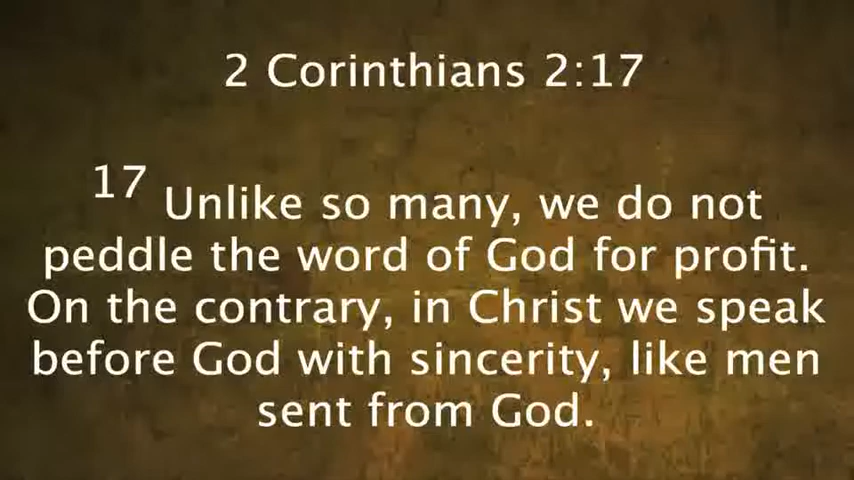 2 Corinthians 2:17
17 Unlike so many, we do not
peddle the word of God for profit.
On the contrary, in Christ we speak
before God with sincerity, like men
sent from God.